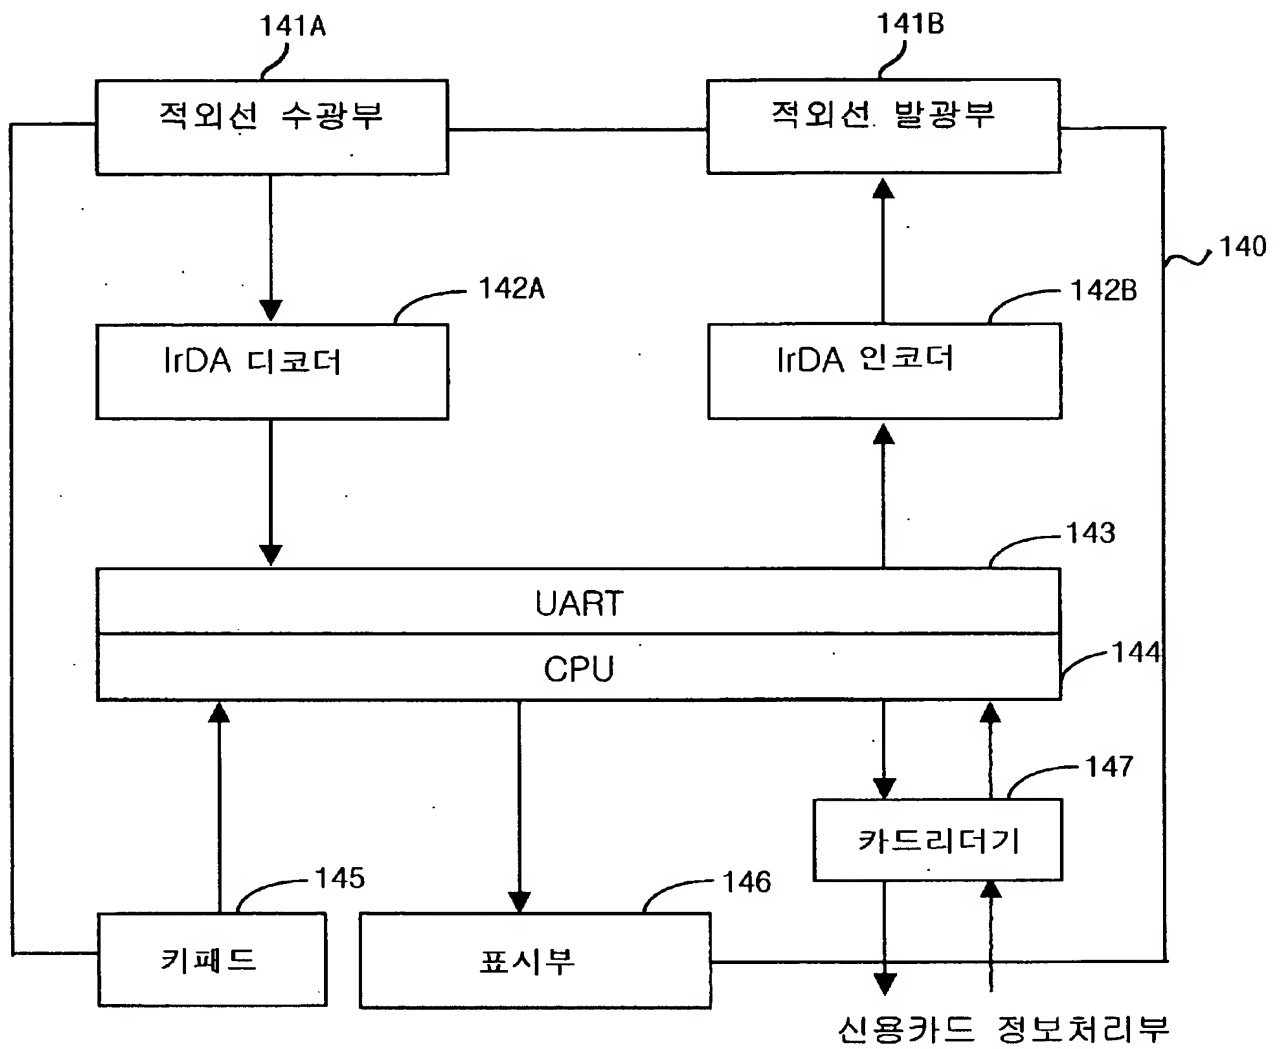 141A
141B
적외선 수광부
적외선 발광부
140
142A
142B
IrDA 디코더
IrDA 인코더
143
UART
CPU
144
147
카드리더기
145
146
키패드
표시부
신용카드 정보처리부